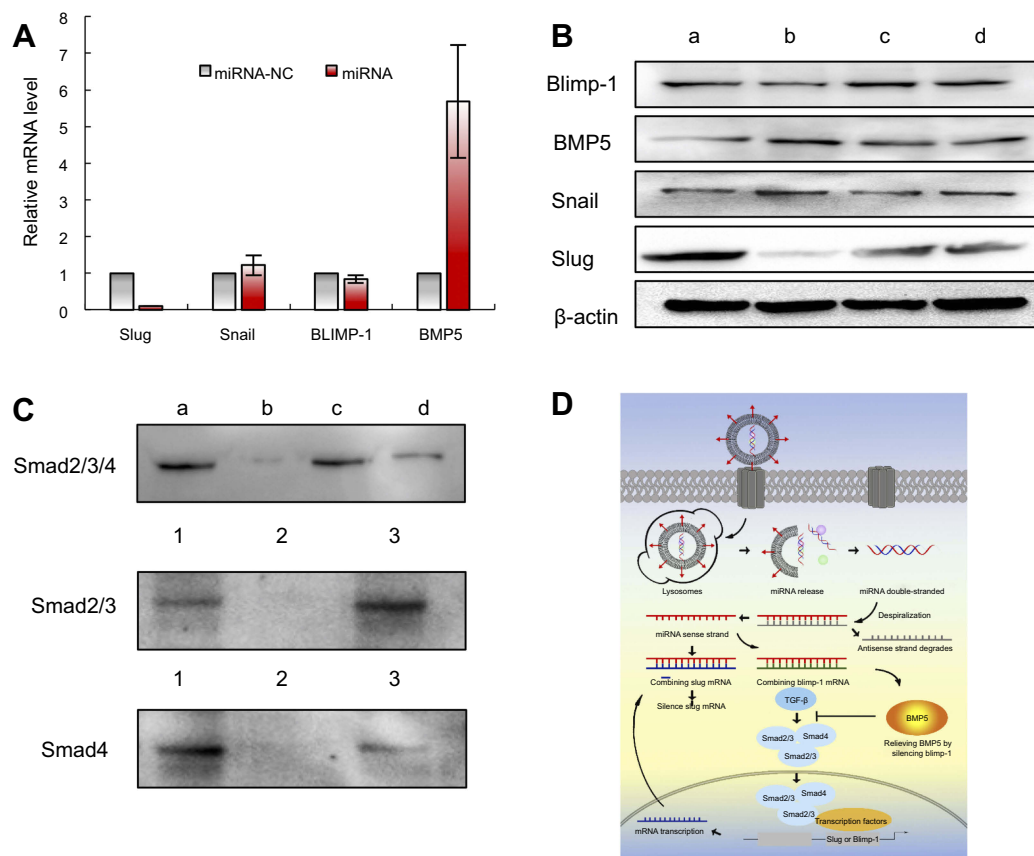 A
8
7
6
5
4
3
2
1
0
Relative mRNA level
miRNA-NC miRNA
Slug Snail BLIMP-1 BMP5
B
a b c d
Blimp-1
BMP5
Snail
Slug
β-actin
C
a b c d
Smad2/3/4
1 2 3
Smad2/3
1 2 3
Smad4
D
Lysosomes miRNA release miRNA double-stranded
Despiralization
miRNA sense strand
Antisense strand degrades
Combining slug mRNA Combining blimp-1 mRNA
Silence slug mRNA
TGF-β
BMP5
Smad2/3 Smad4
Smad2/3
Relieving BMP5 by
silencing blimp-1
Smad2/3 Smad4
Smad2/3
Transcription factors
mRNA transcription
Slug or Blimp-1